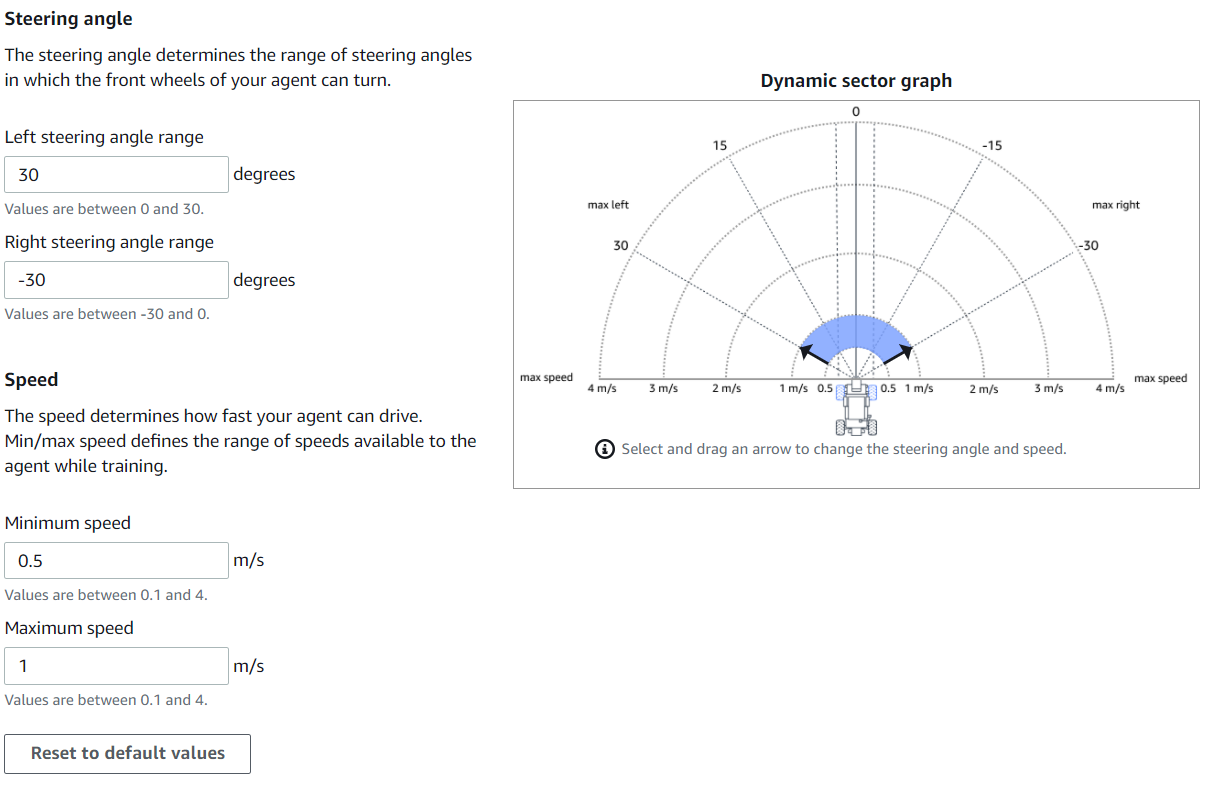 Steering angle
The steering angle determines the range of steering angles
in which the front wheels of your agent can turn.
Left steering angle range
30
degrees
Values are between 0 and 30.
Right steering angle range
-30
degrees
Values are between -30 and 0.
Speed
The speed determines how fast your agent can drive.
Min/max speed defines the range of speeds available to the
agent while training.
Minimum speed
0.5
m/s
Values are between 0.1 and 4.
Maximum speed
1
m/s
Values are between 0.1 and 4.
Reset to default values
Dynamic sector graph
0
15
-15
max left
max right
30
-30
max speed
max speed
4 m/s
3 m/s
2 m/s
1 m/s
0.5
0.5
1 m/s
2 m/s
3 m/s
4 m/s
Select and drag an arrow to change the steering angle and speed.